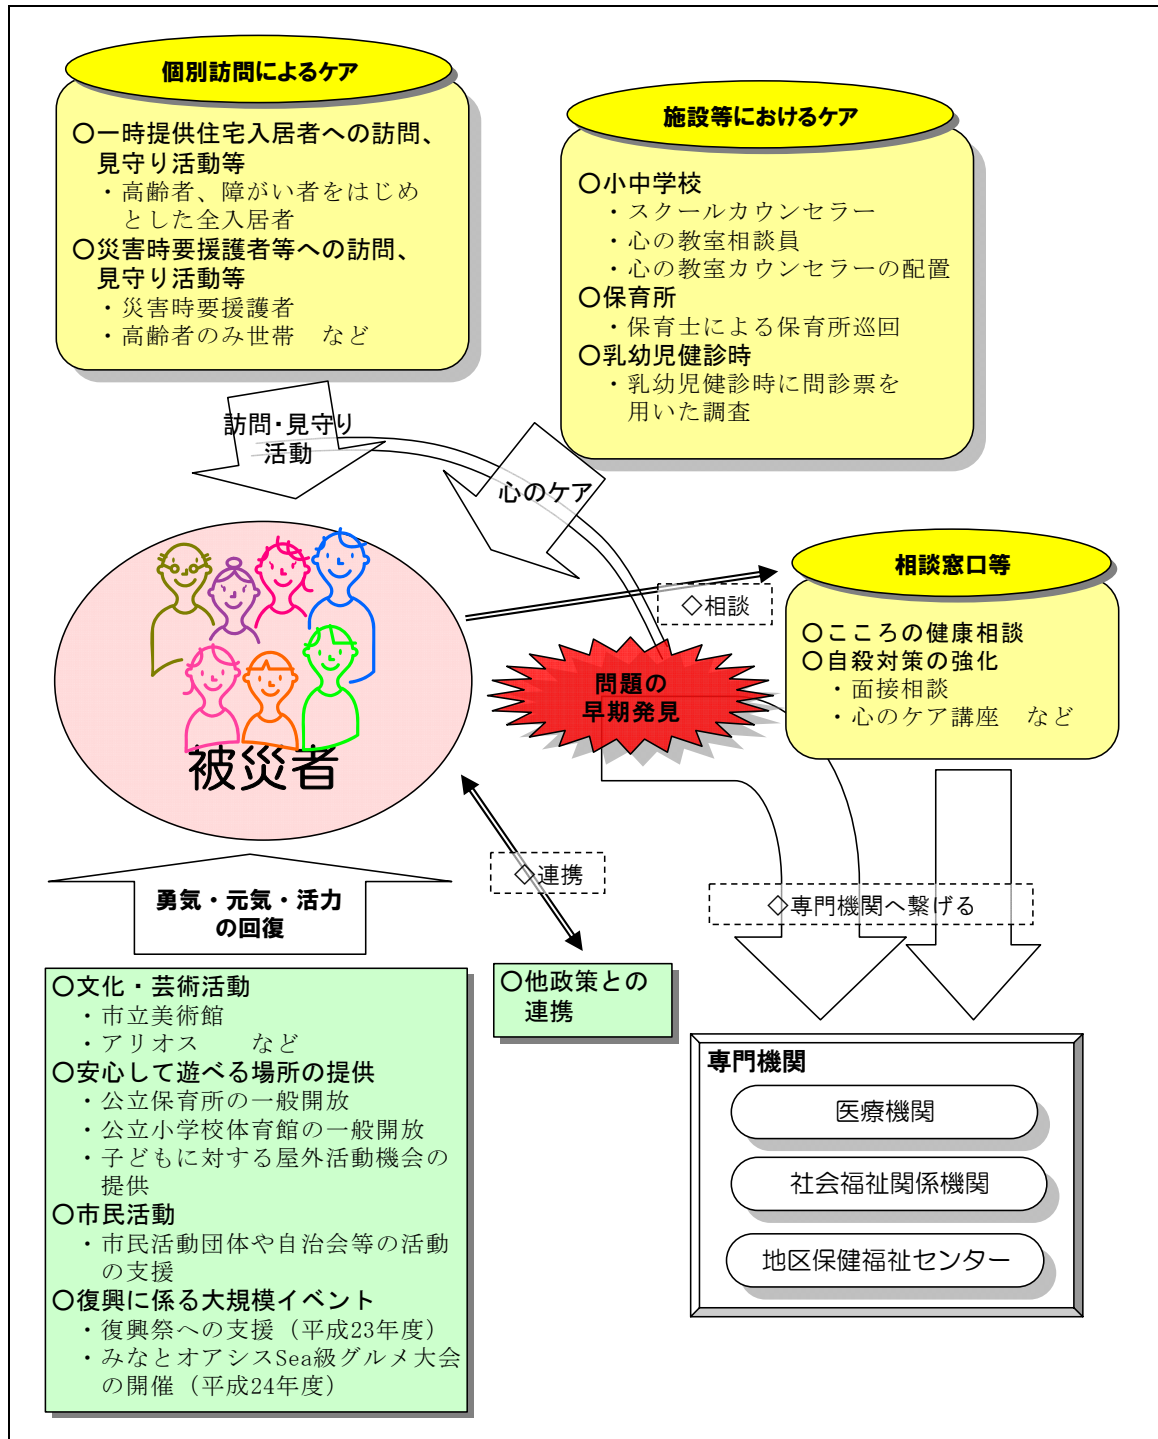 個別訪問によるケア
〇一時提供住宅入居者への訪問、
見守り活動等
・高齢者、障がい者をはじめ
とした全入居者
〇災害時要援護者等への訪問、
見守り活動等
・災害時要援護者
・高齢者のみ世帯　など
施設等におけるケア
〇小中学校
・スクールカウンセラー
・心の教室相談員
・心の教室カウンセラーの配置
〇保育所
・保育士による保育所巡回
〇乳幼児健診時
・乳幼児健診時に問診票を
用いた調査
訪問・見守り
活動
心のケア
相談窓口等
〇こころの健康相談
〇自殺対策の強化
・面接相談
・心のケア講座　など
◇相談
問題の
早期発見
被災者
◇連携
◇専門機関へ繋げる
勇気・元気・活力
の回復
〇文化・芸術活動
・市立美術館
・アリオス　　など
〇安心して遊べる場所の提供
・公立保育所の一般開放
・公立小学校体育館の一般開放
・子どもに対する屋外活動機会の
提供
〇市民活動
・市民活動団体や自治会等の活動
の支援
〇復興に係る大規模イベント
・復興祭への支援（平成23年度）
・みなとオアシスSea級グルメ大会
の開催（平成24年度）
〇他政策との
連携
専門機関
医療機関
社会福祉関係機関
地区保健福祉センター